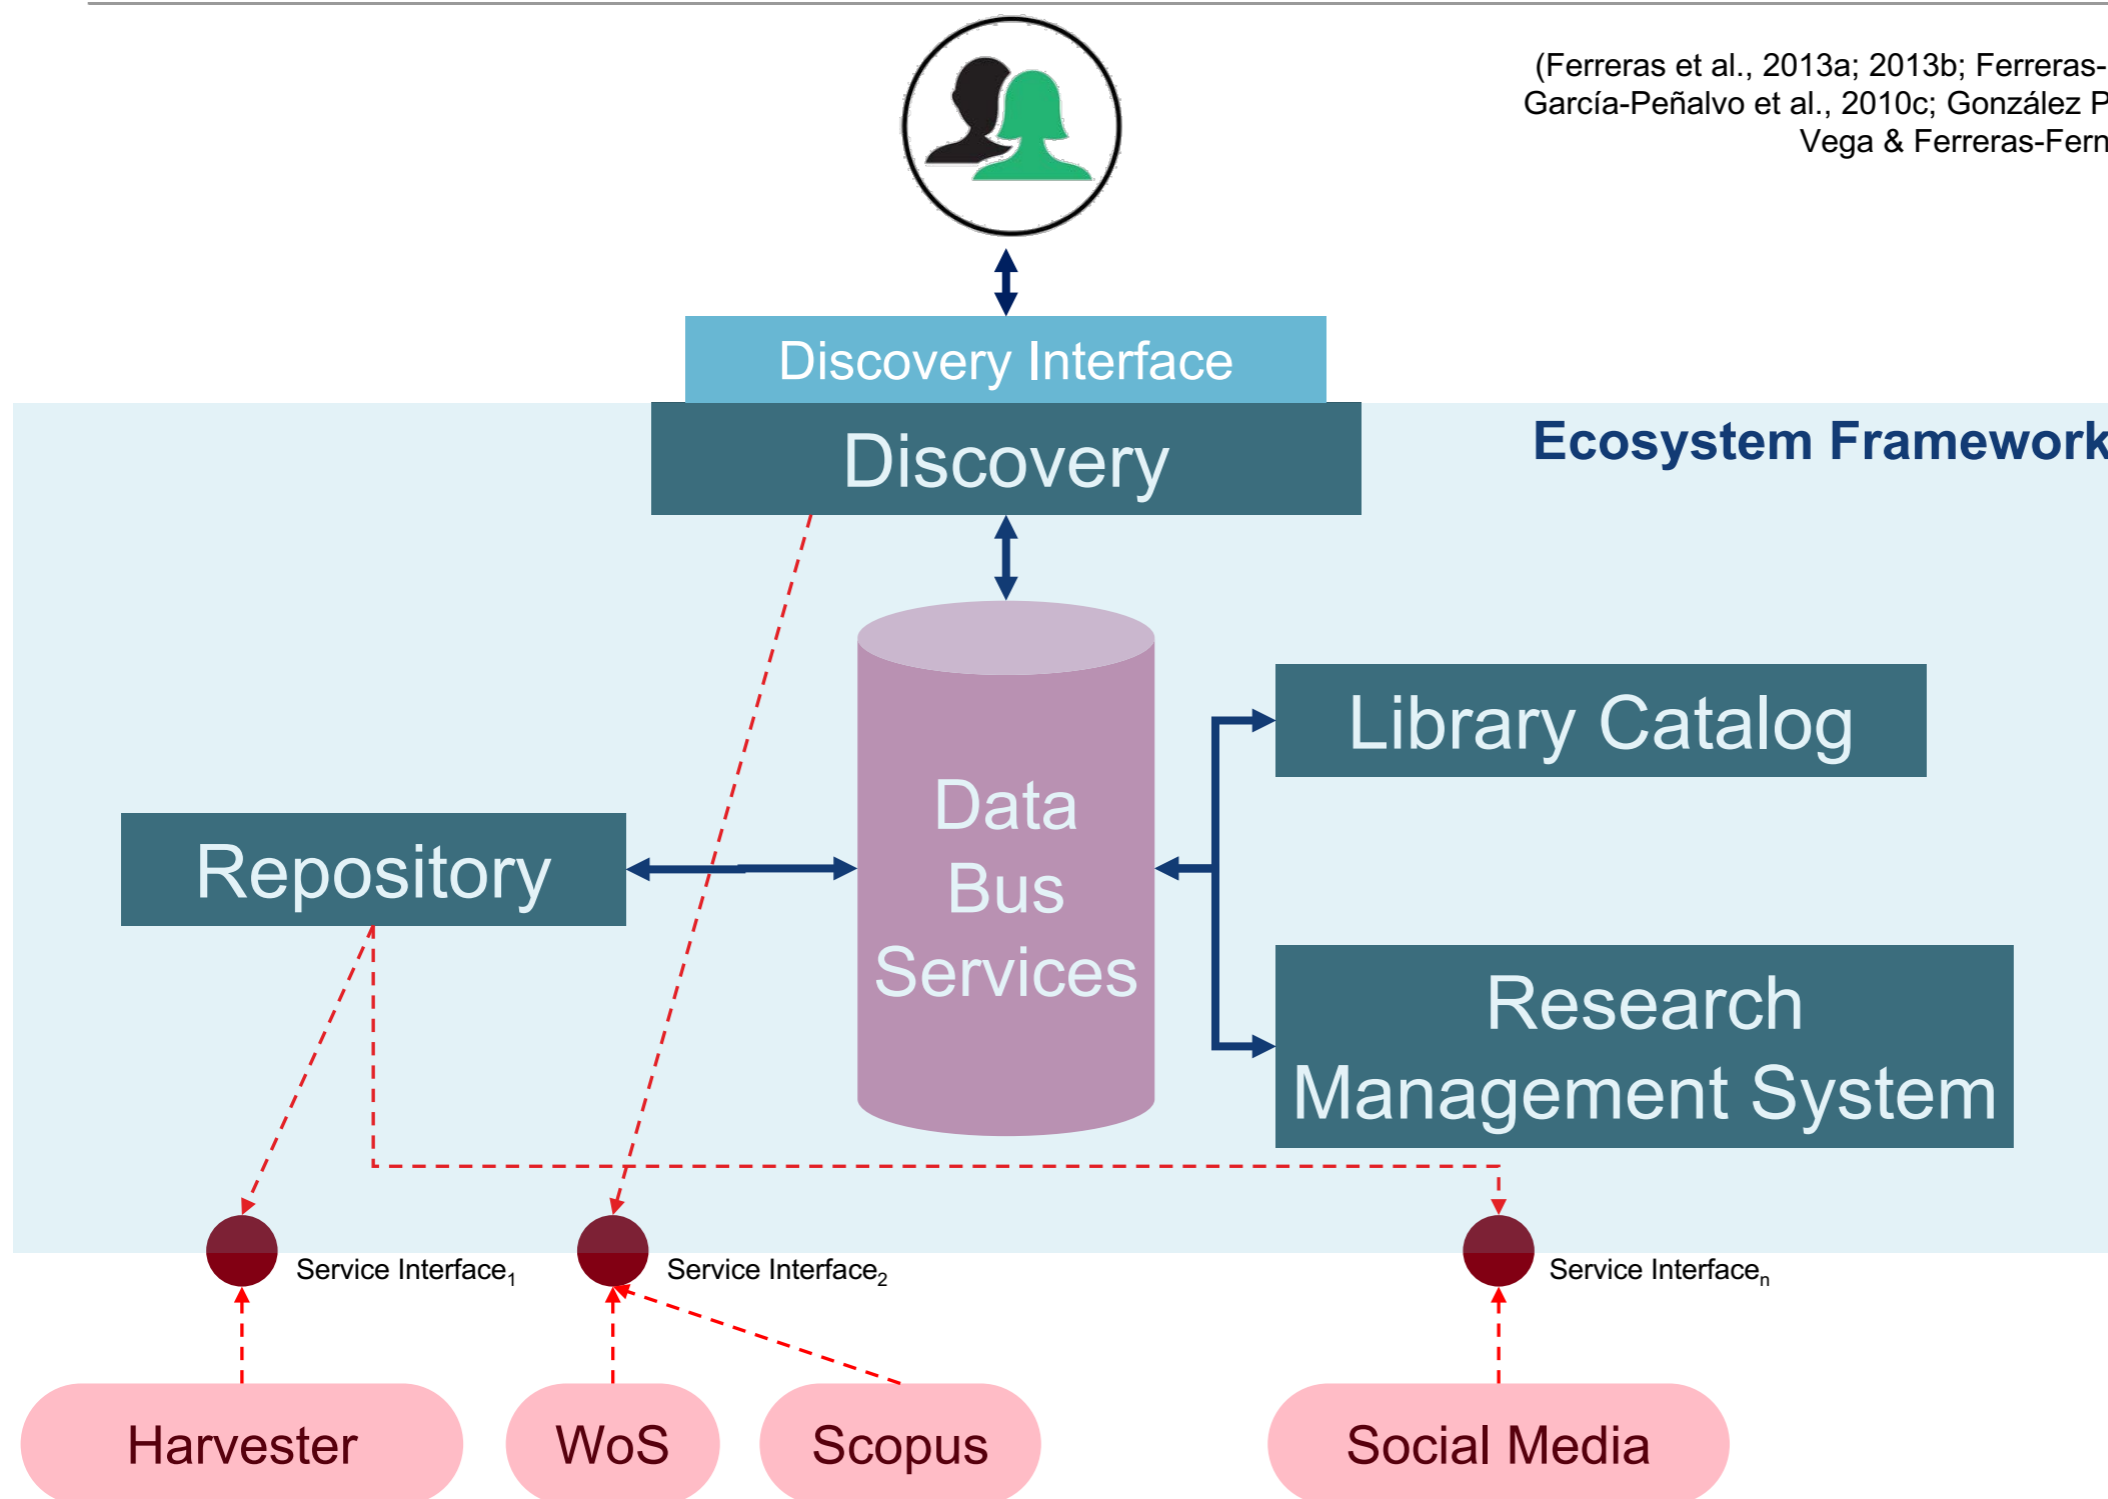 (Ferreras et al., 2013a; 2013b; Ferreras-
García-Peñalvo et al., 2010c; González P
Vega & Ferreras-Fern
Discovery Interface
Discovery
Ecosystem Framework
Library Catalog
Data
Bus
Services
Repository
Research
Management System
Service Interface1
Service Interface2
Service Interfacen
Harvester
WoS
Scopus
Social Media